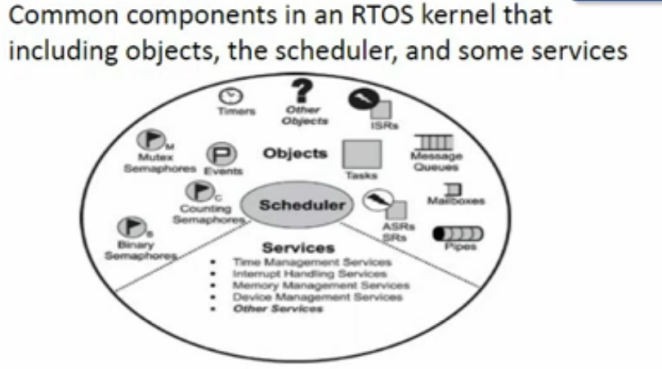 Common components in an RTOS kernel that
including objects, the scheduler, and some services
Timers
?
Other
Objects
ISRs
M
Mutex
Semaphores
P
Events
Objects
Tasks
Message
Queues
C
Counting
Semaphores
Scheduler
Mailboxes
ASRs
SRs
B
Binary
Semaphores
Pipes
Services
• Time Management Services
• Interrupt Handling Services
• Memory Management Services
• Device Management Services
• Other Services